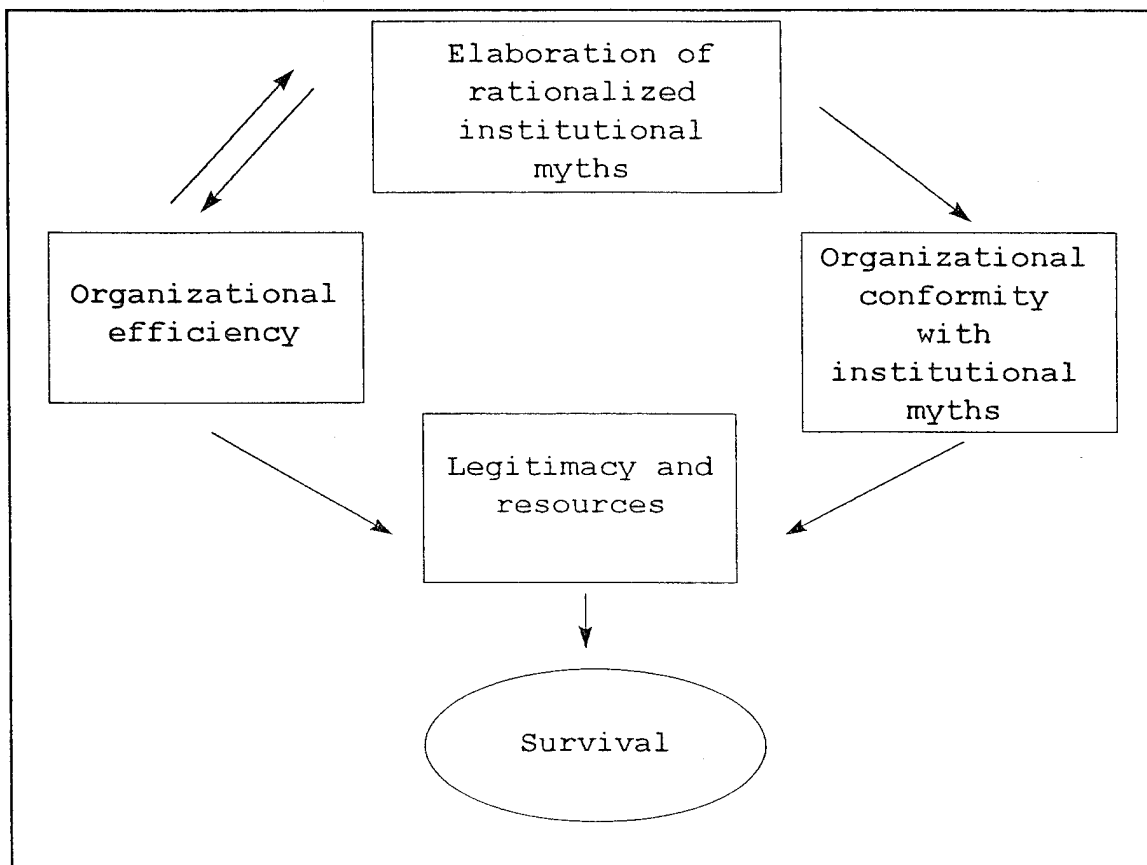 Elaboration of
rationalized
institutional
myths
Organizational
efficiency
Organizational
conformity
with
institutional
myths
Legitimacy and
resources
Survival